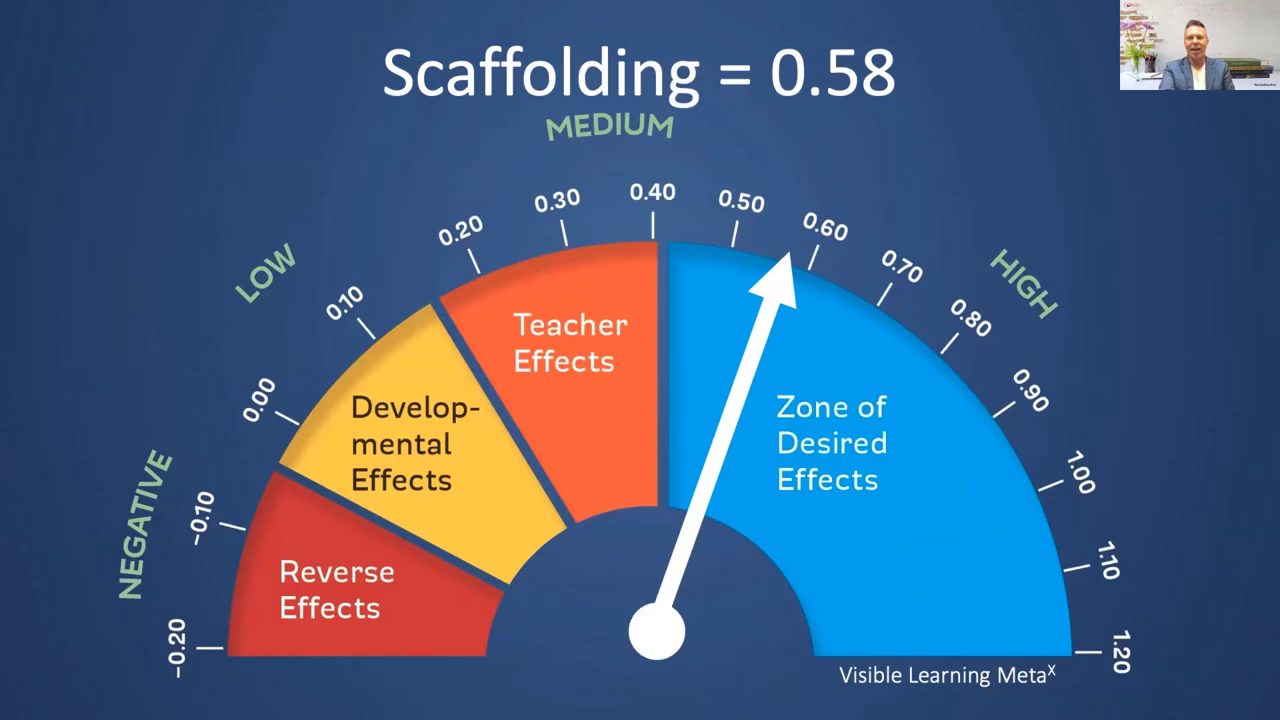 Scaffolding = 0.58
MEDIUM
LOW
HIGH
NEGATIVE
-0.20
-0.10
0.00
0.10
0.20
0.30
0.40
0.50
0.60
0.70
0.80
0.90
1.00
1.10
1.20
Reverse
Effects
Develop-
mental
Effects
Teacher
Effects
Zone of
Desired
Effects
Visible Learning Metaˣ